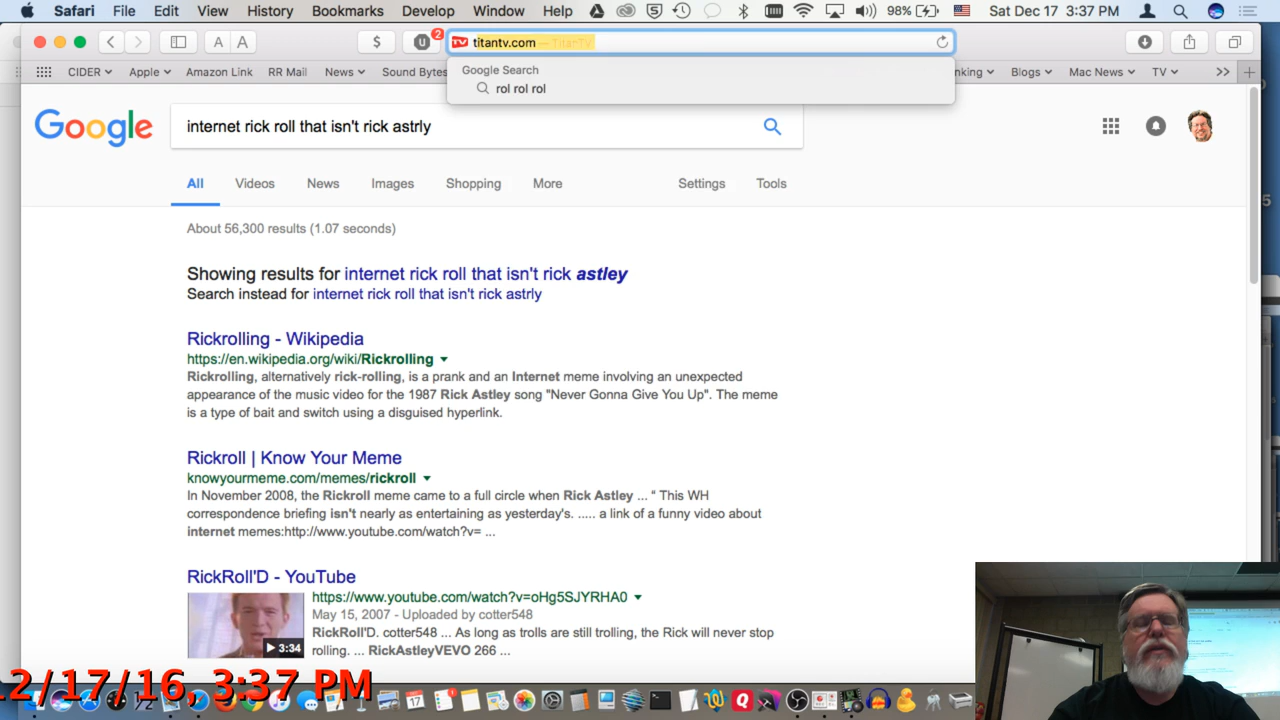 Safari File Edit View History Bookmarks Develop Window Help 98% Sat Dec 17 3:37 PM
A A $ U 2 TV titantv.com — TitanTV
CIDER Apple Amazon Link RR Mail News Sound Bytes nking Blogs Mac News TV >> +
Google Search
rol rol rol
Google internet rick roll that isn't rick astrly
All Videos News Images Shopping More Settings Tools
About 56,300 results (1.07 seconds)
Showing results for internet rick roll that isn't rick astley
Search instead for internet rick roll that isn't rick astrly
Rickrolling - Wikipedia
https://en.wikipedia.org/wiki/Rickrolling
Rickrolling, alternatively rick-rolling, is a prank and an Internet meme involving an unexpected
appearance of the music video for the 1987 Rick Astley song "Never Gonna Give You Up". The meme
is a type of bait and switch using a disguised hyperlink.
Rickroll | Know Your Meme
knowyourmeme.com/memes/rickroll
In November 2008, the Rickroll meme came to a full circle when Rick Astley ... “ This WH
correspondence briefing isn't nearly as entertaining as yesterday's. ..... a link of a funny video about
internet memes:http://www.youtube.com/watch?v= ...
RickRoll'D - YouTube
https://www.youtube.com/watch?v=oHg5SJYRHA0
May 15, 2007 - Uploaded by cotter548
RickRoll'D. cotter548 ... As long as trolls are still trolling, the Rick will never stop
rolling. ... RickAstleyVEVO 266 ...
3:34
12/17/16, 3:37 PM